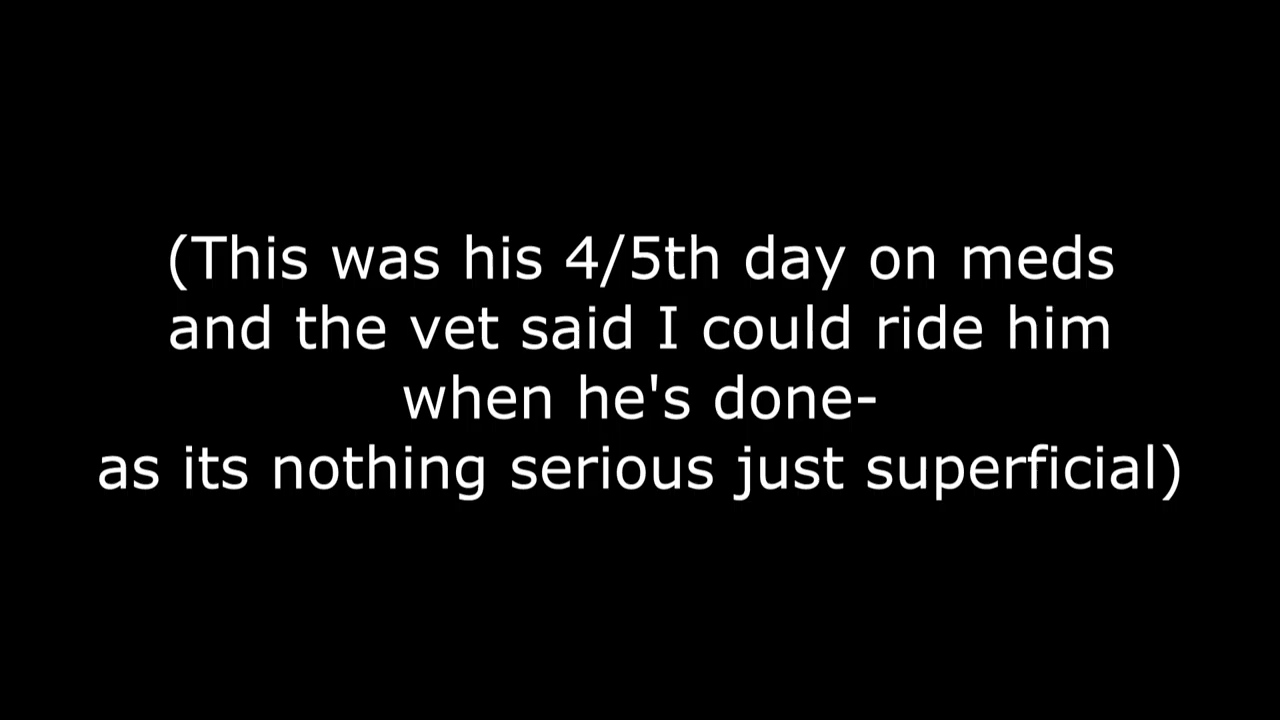 (This was his 4/5th day on meds
and the vet said I could ride him
when he's done-
as its nothing serious just superficial)